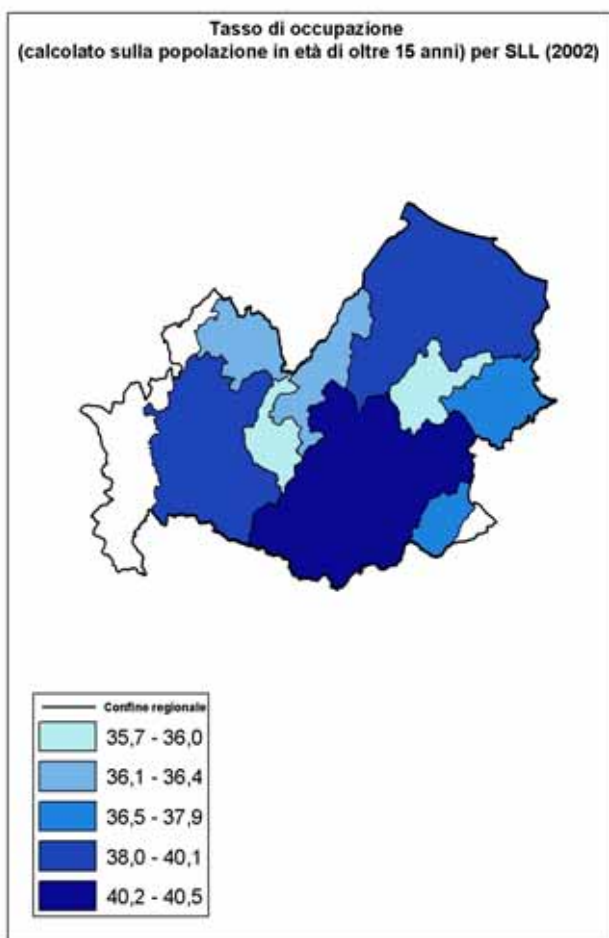 Tasso di occupazione
(calcolato sulla popolazione in età di oltre 15 anni) per SLL (2002)
Confine regionale
35,7 - 36,0
36,1 - 36,4
36,5 - 37,9
38,0 - 40,1
40,2 - 40,5